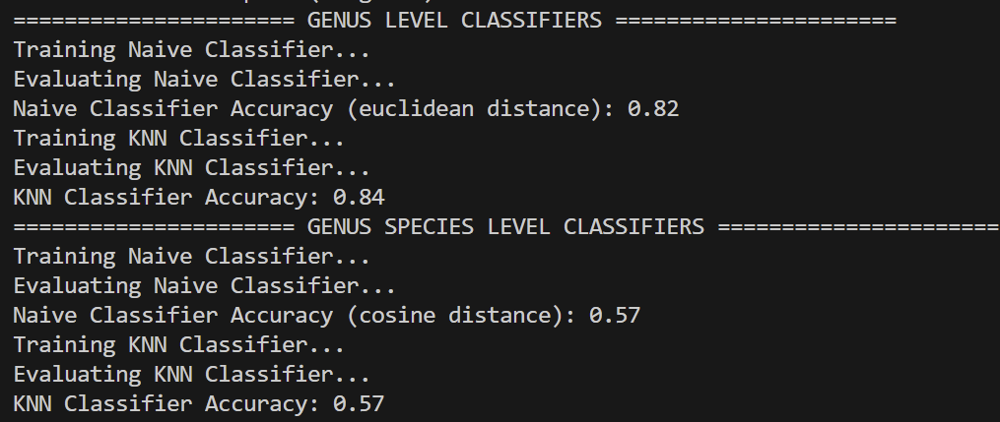 ====================== GENUS LEVEL CLASSIFIERS ======================
Training Naive Classifier...
Evaluating Naive Classifier...
Naive Classifier Accuracy (euclidean distance): 0.82
Training KNN Classifier...
Evaluating KNN Classifier...
KNN Classifier Accuracy: 0.84
====================== GENUS SPECIES LEVEL CLASSIFIERS ======================
Training Naive Classifier...
Evaluating Naive Classifier...
Naive Classifier Accuracy (cosine distance): 0.57
Training KNN Classifier...
Evaluating KNN Classifier...
KNN Classifier Accuracy: 0.57